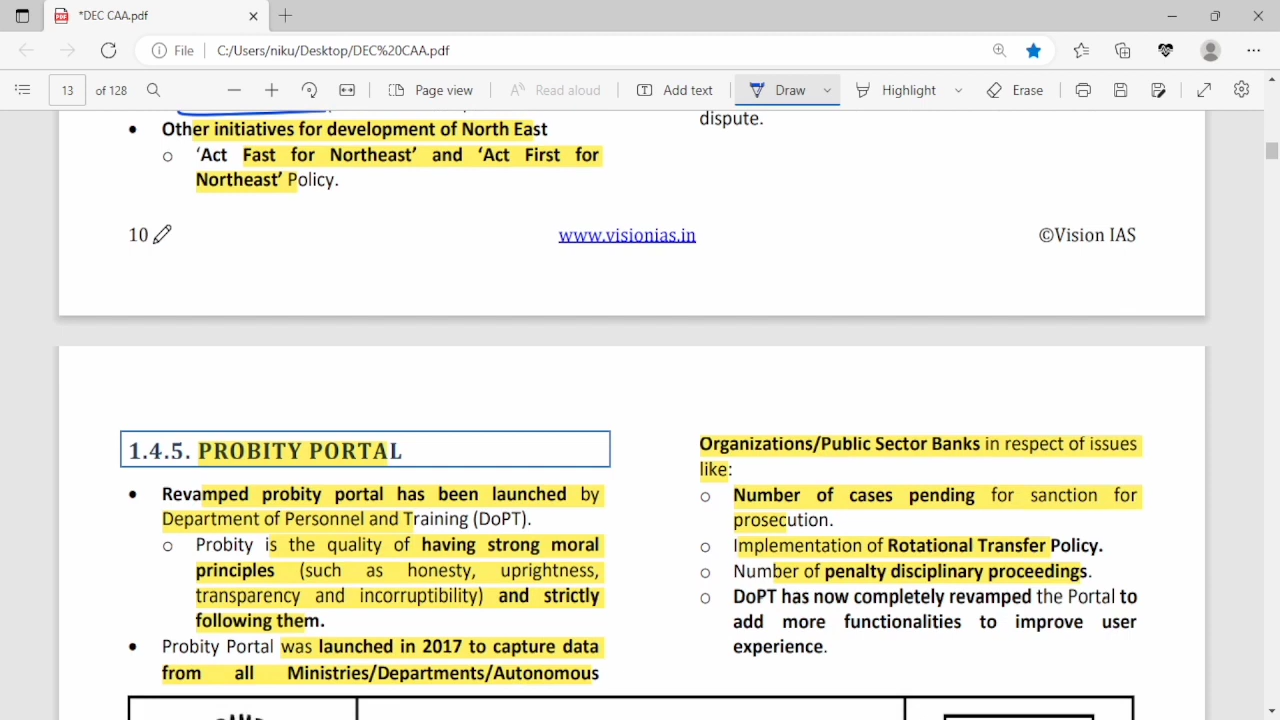 *DEC CAA.pdf
File
C:/Users/niku/Desktop/DEC%20CAA.pdf
13 of 128
Page view
Read aloud
Add text
Draw
Highlight
Erase
• Other initiatives for development of North East
o 'Act Fast for Northeast' and 'Act First for
Northeast' Policy.
dispute.
10
www.visionias.in
©Vision IAS
1.4.5. PROBITY PORTAL
• Revamped probity portal has been launched by
Department of Personnel and Training (DoPT).
o Probity is the quality of having strong moral
principles (such as honesty, uprightness,
transparency and incorruptibility) and strictly
following them.
• Probity Portal was launched in 2017 to capture data
from all Ministries/Departments/Autonomous
Organizations/Public Sector Banks in respect of issues
like:
o Number of cases pending for sanction for
prosecution.
o Implementation of Rotational Transfer Policy.
o Number of penalty disciplinary proceedings.
o DoPT has now completely revamped the Portal to
add more functionalities to improve user
experience.